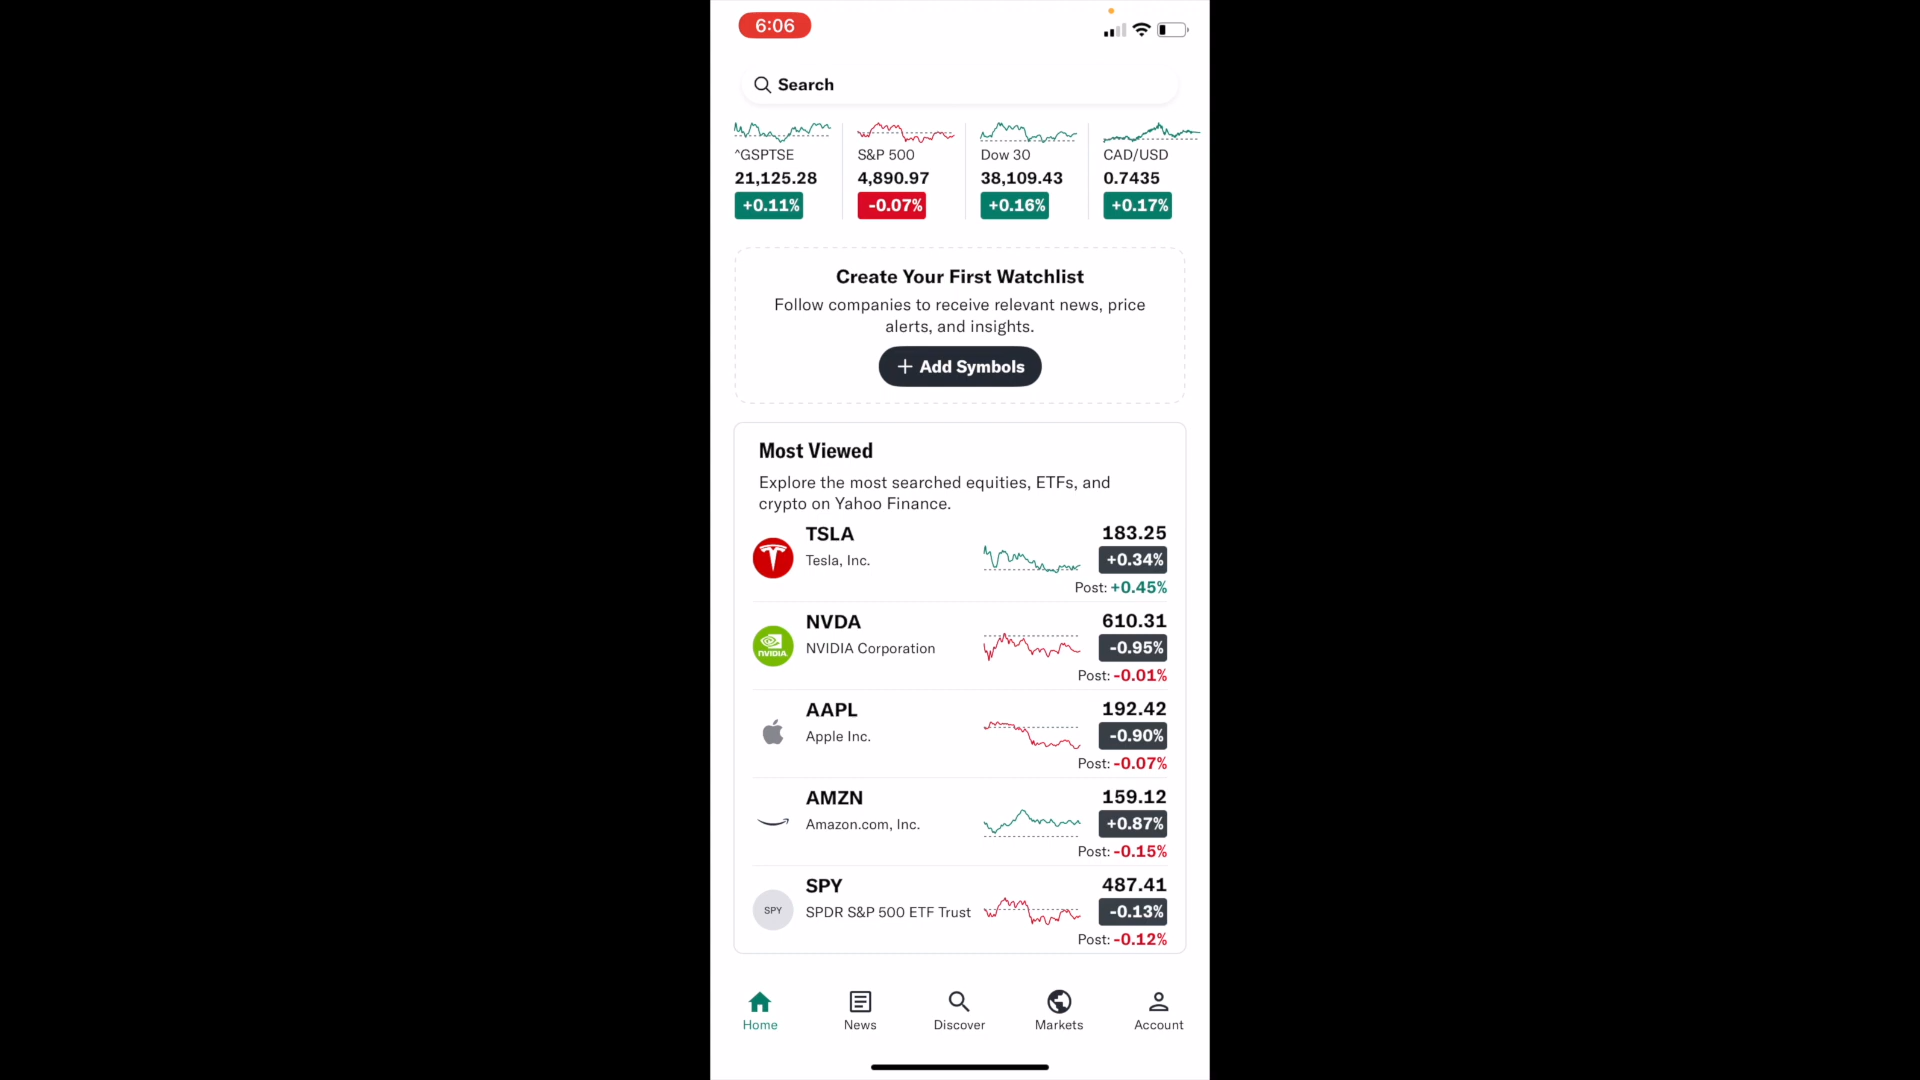 6:06
Search
^GSPTSE S&P 500 Dow 30 CAD/USD
21,125.28 4,890.97 38,109.43 0.7435
+0.11% -0.07% +0.16% +0.17%
Create Your First Watchlist
Follow companies to receive relevant news, price
alerts, and insights.
+ Add Symbols
Most Viewed
Explore the most searched equities, ETFs, and
crypto on Yahoo Finance.
TSLA 183.25
Tesla, Inc. +0.34%
Post: +0.45%
NVDA 610.31
NVIDIA NVIDIA Corporation -0.95%
Post: -0.01%
AAPL 192.42
Apple Inc. -0.90%
Post: -0.07%
AMZN 159.12
Amazon.com, Inc. +0.87%
Post: -0.15%
SPY 487.41
SPY SPDR S&P 500 ETF Trust -0.13%
Post: -0.12%
Home News Discover Markets Account